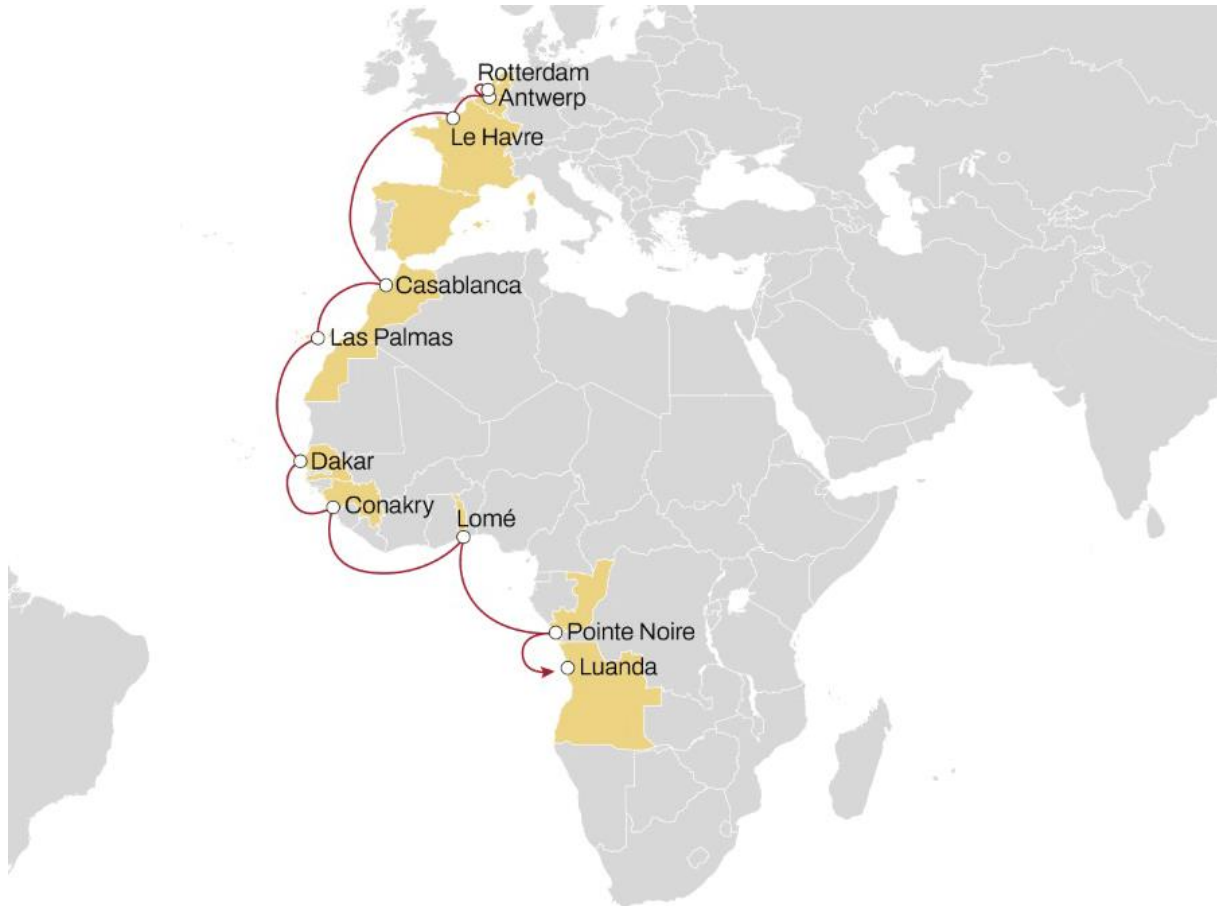 Rotterdam
Antwerp
Le Havre
Casablanca
Las Palmas
Dakar
Conakry
Lomé
Pointe Noire
Luanda